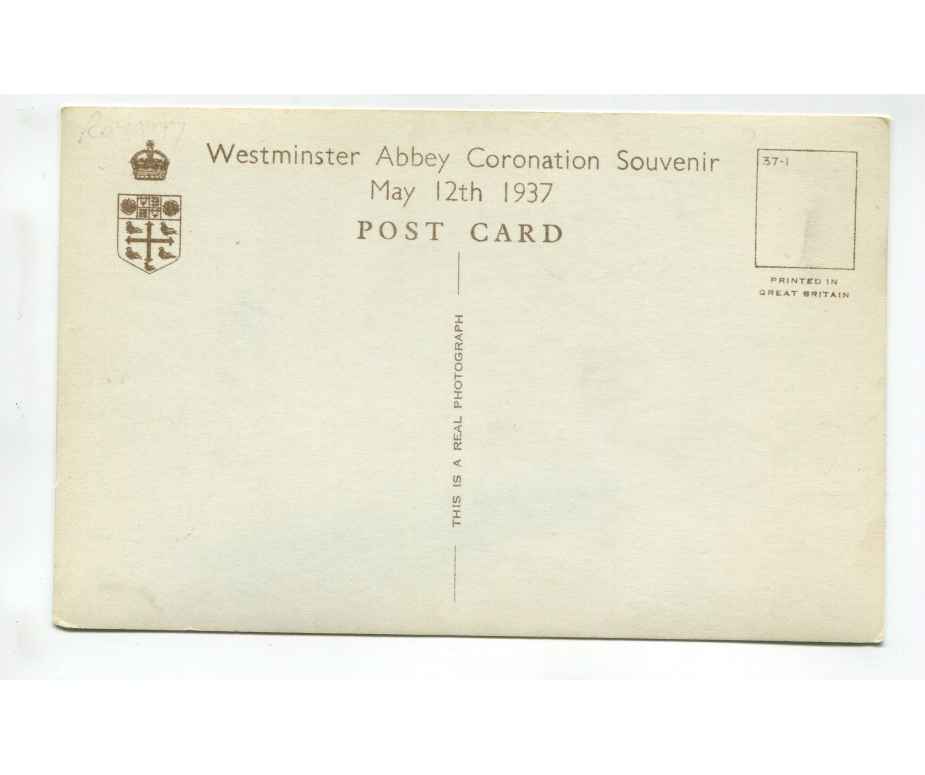 Westminster Abbey Coronation Souvenir
May 12th 1937
POST CARD
37-1
PRINTED IN
GREAT BRITAIN
THIS IS A REAL PHOTOGRAPH